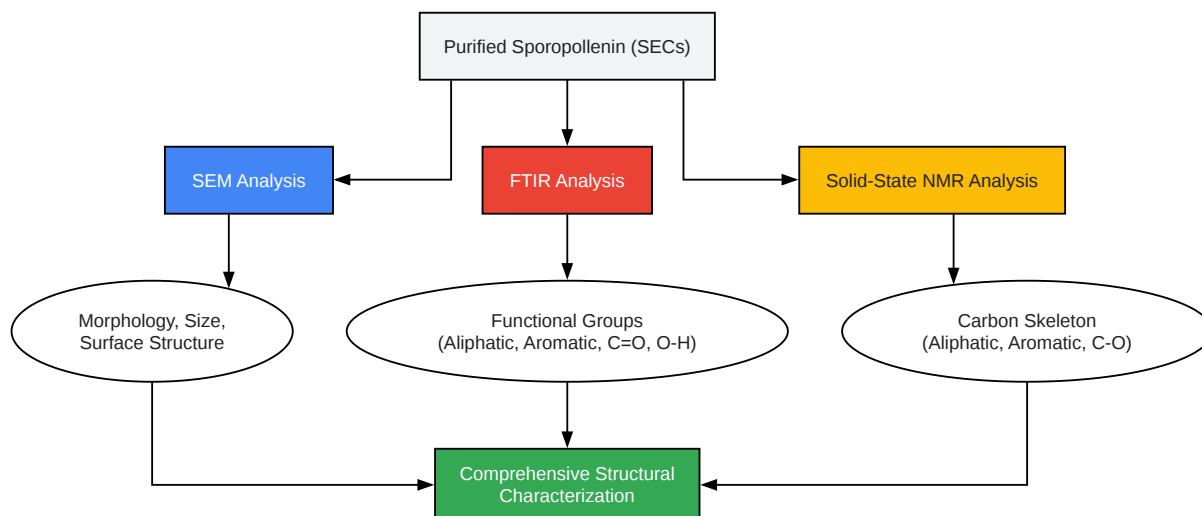 Purified Sporopollenin (SECs)
SEM Analysis
FTIR Analysis
Solid-State NMR Analysis
Morphology, Size,
Surface Structure
Functional Groups
(Aliphatic, Aromatic, C=O, O-H)
Carbon Skeleton
(Aliphatic, Aromatic, C-O)
Comprehensive Structural
Characterization